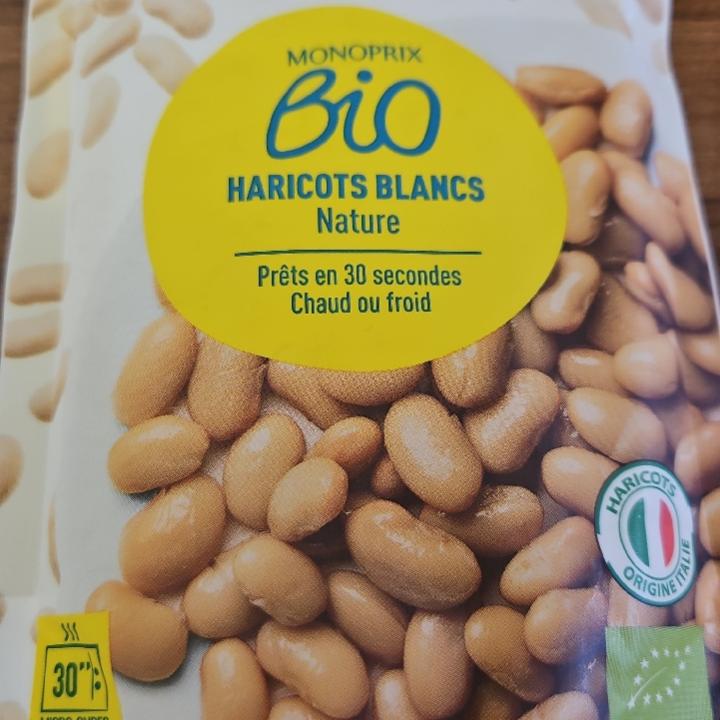 MONOPRIX
Bio
HARICOTS BLANCS
Nature
Prêts en 30 secondes
Chaud ou froid
HARICOTS
ORIGINE ITALIE
30"